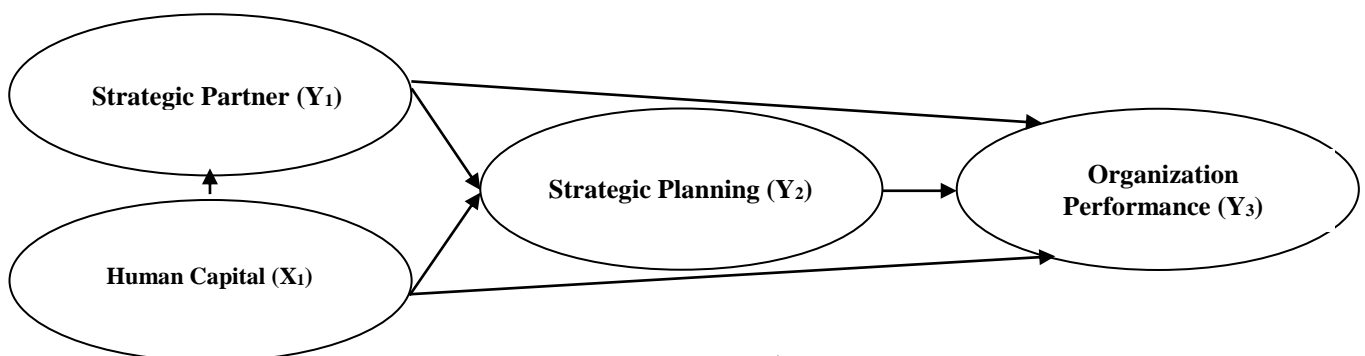 Strategic Partner (Y₁)
Strategic Planning (Y₂)
Organization
Performance (Y₃)
Human Capital (X₁)